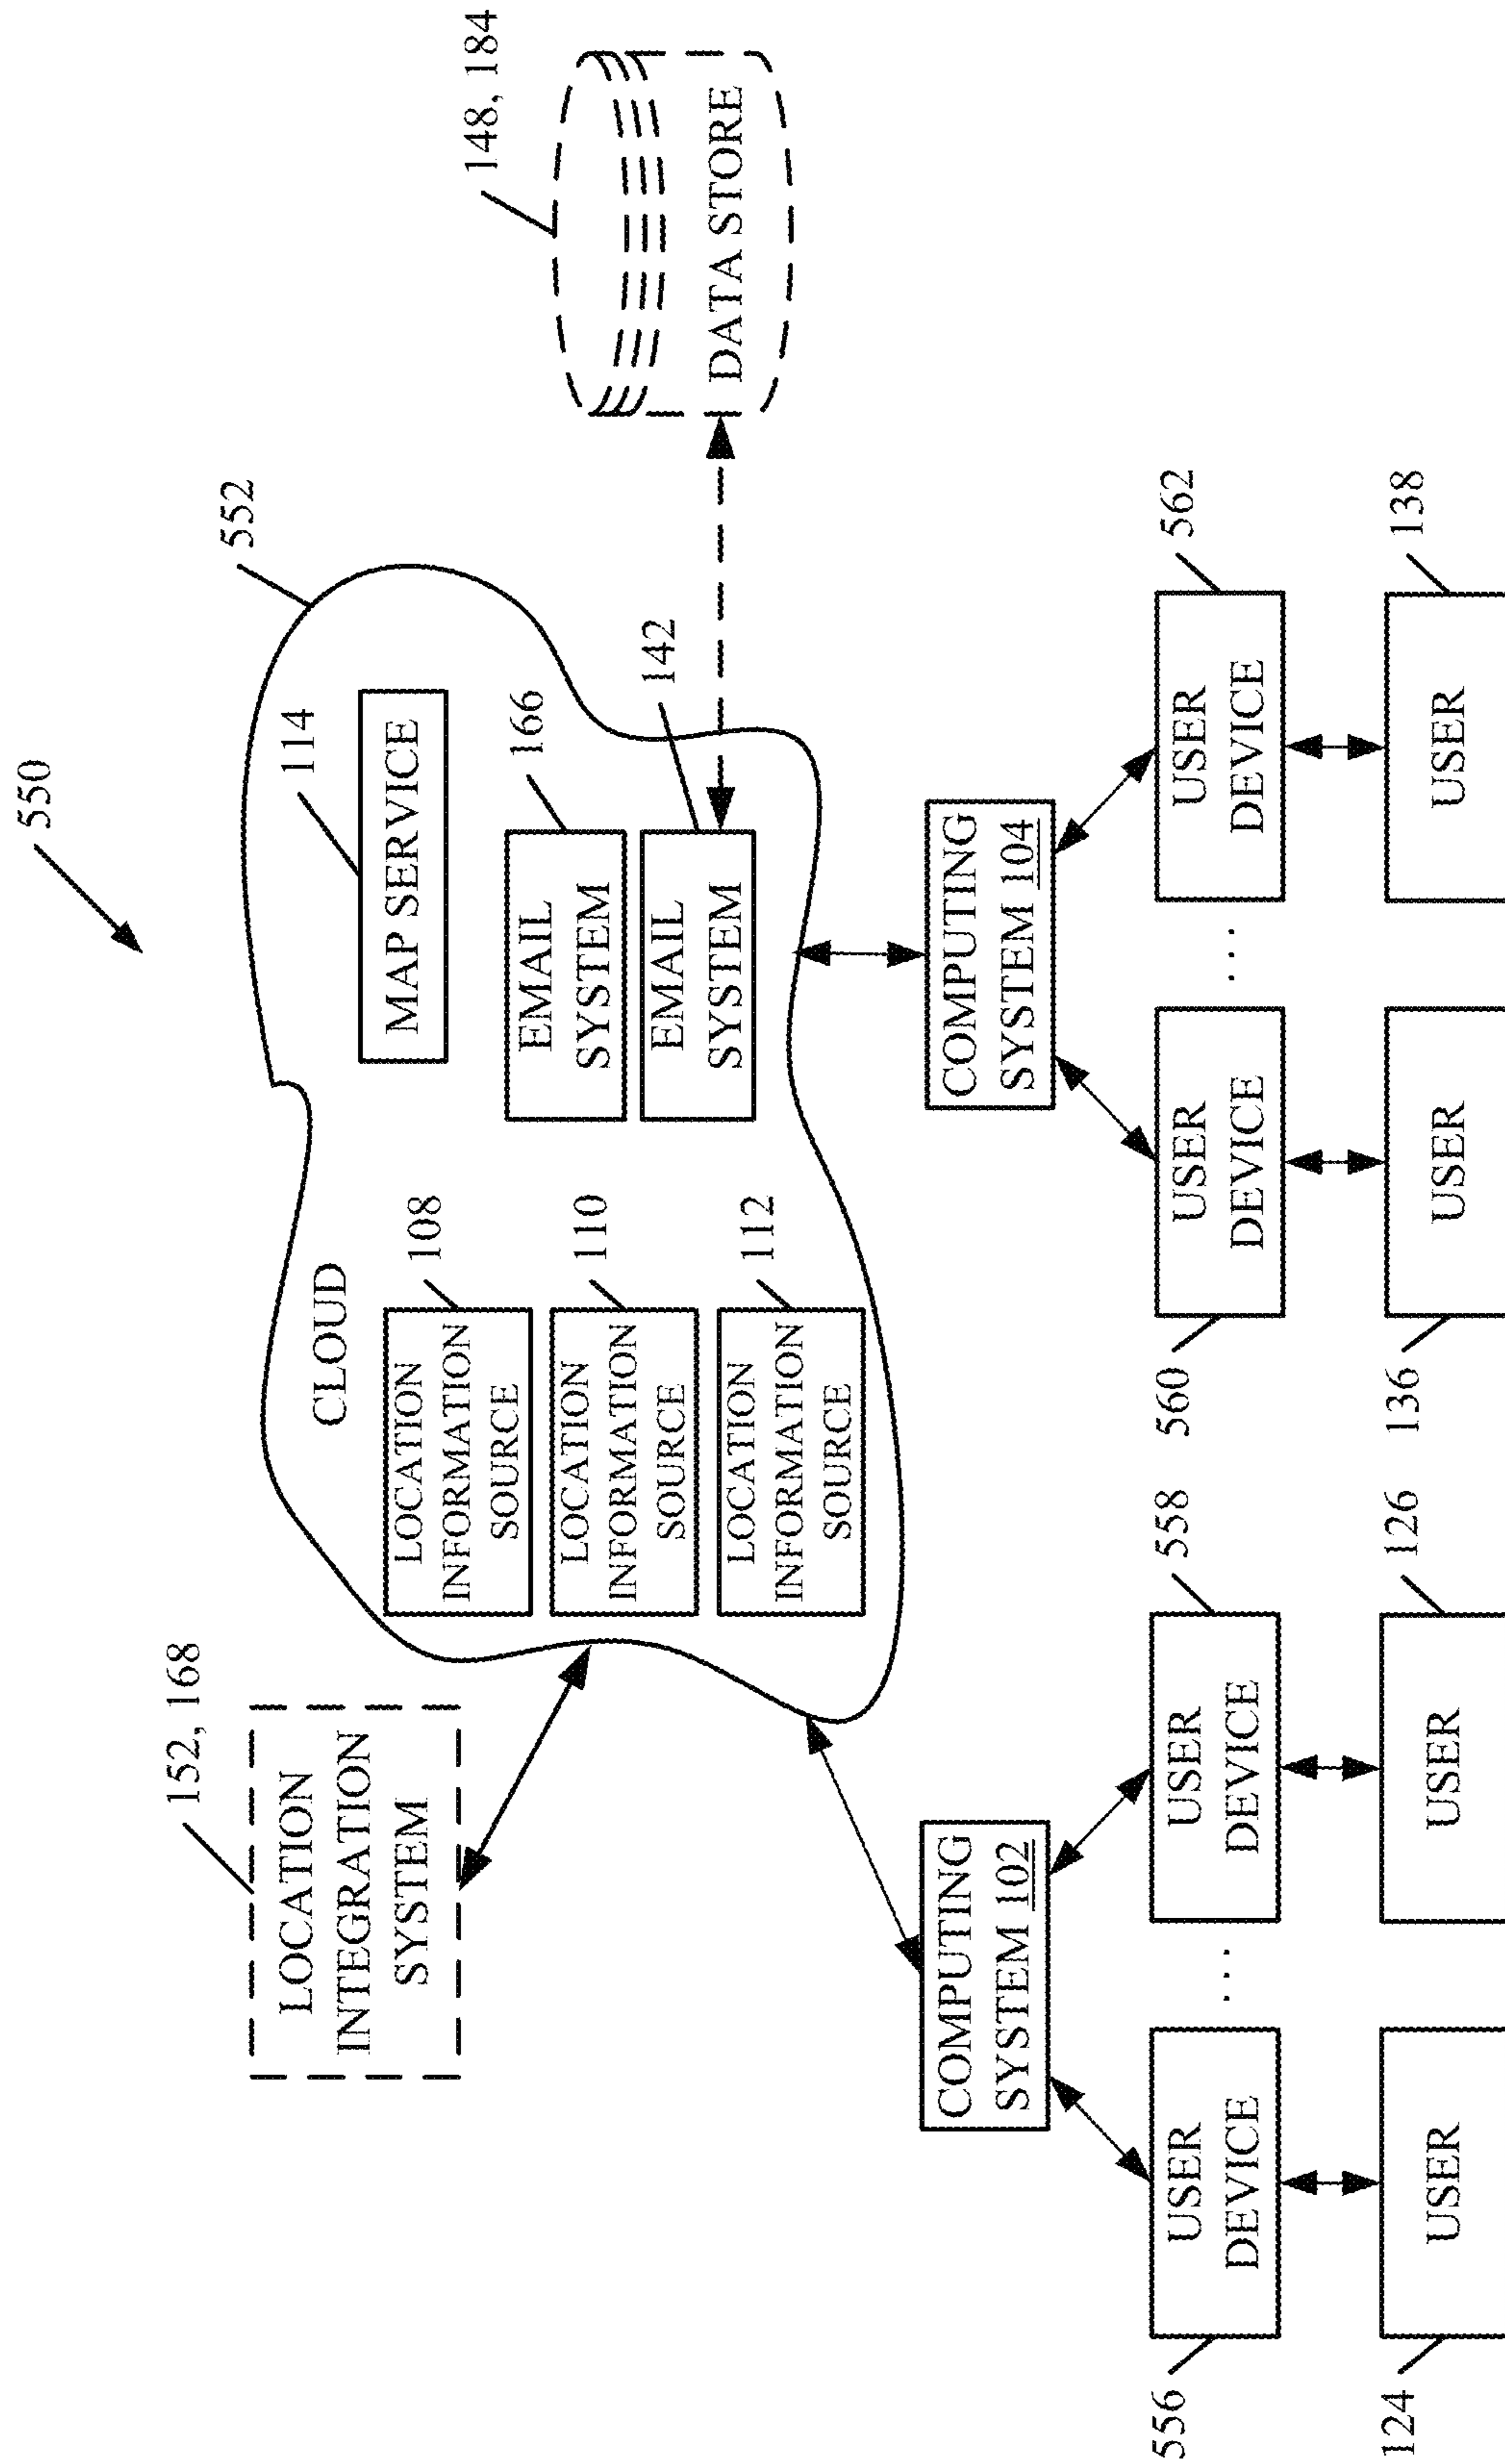 550
552
152, 168
LOCATION
INTEGRATION
SYSTEM
CLOUD
LOCATION
INFORMATION
SOURCE
108
LOCATION
INFORMATION
SOURCE
110
LOCATION
INFORMATION
SOURCE
112
114
MAP SERVICE
EMAIL
SYSTEM
166
EMAIL
SYSTEM
142
148, 184
DATA STORE
COMPUTING
SYSTEM 102
COMPUTING
SYSTEM 104
556
USER
DEVICE
...
USER
DEVICE
558
560
USER
DEVICE
...
USER
DEVICE
562
124
USER
USER
126
136
USER
USER
138